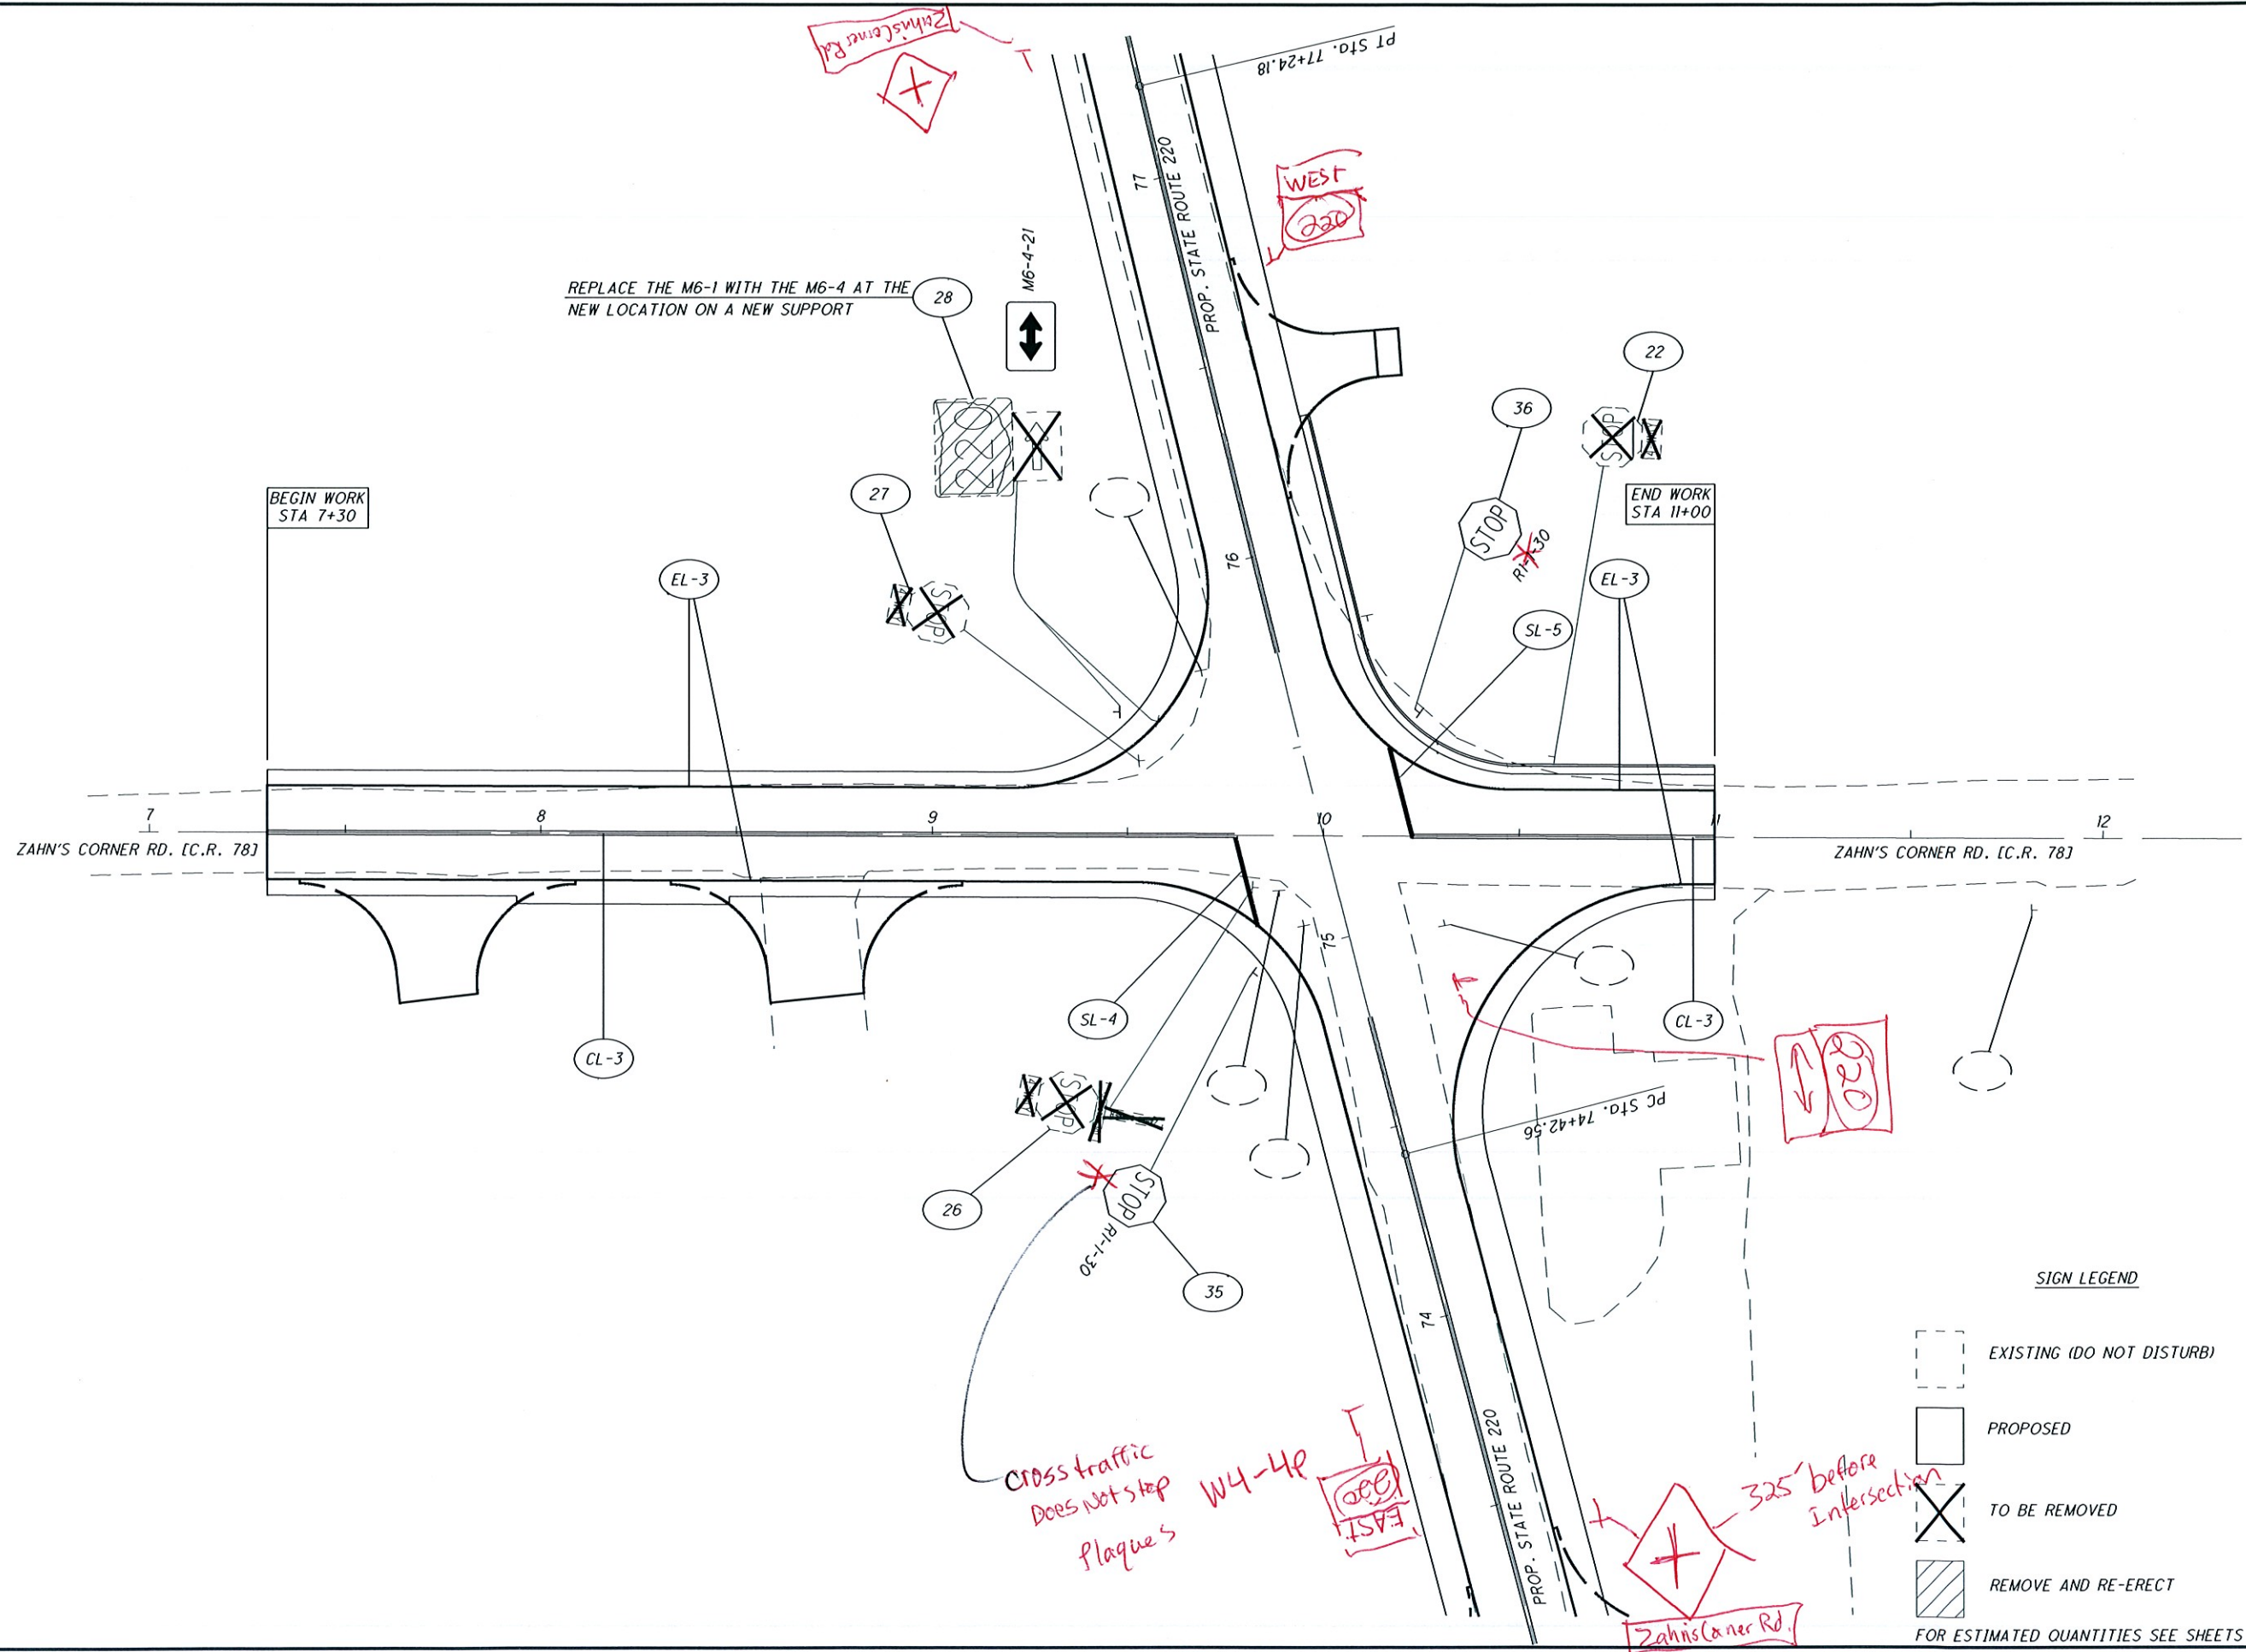 Zahn's Corner Rd
PT Sta. 77+24.18
77
PROP. STATE ROUTE 220
WEST
220
M6-4-21
REPLACE THE M6-1 WITH THE M6-4 AT THE
NEW LOCATION ON A NEW SUPPORT
28
220
22
36
STOP
27
BEGIN WORK
STA 7+30
END WORK
STA 11+00
STOP
R1-1-30
76
EL-3
EL-3
STOP
SL-5
7
8
9
10
11
12
ZAHN'S CORNER RD. [C.R. 78]
ZAHN'S CORNER RD. [C.R. 78]
75
SL-4
CL-3
CL-3
220
STOP
PC Sta. 74+42.56
STOP
R1-1-30
26
35
74
SIGN LEGEND
EXISTING (DO NOT DISTURB)
PROPOSED
TO BE REMOVED
REMOVE AND RE-ERECT
FOR ESTIMATED QUANTITIES SEE SHEETS
PROP. STATE ROUTE 220
Cross traffic
Does Not stop
Plaques
W4-4P
220
EAST
325' before
Intersection
Zahn's Corner Rd.